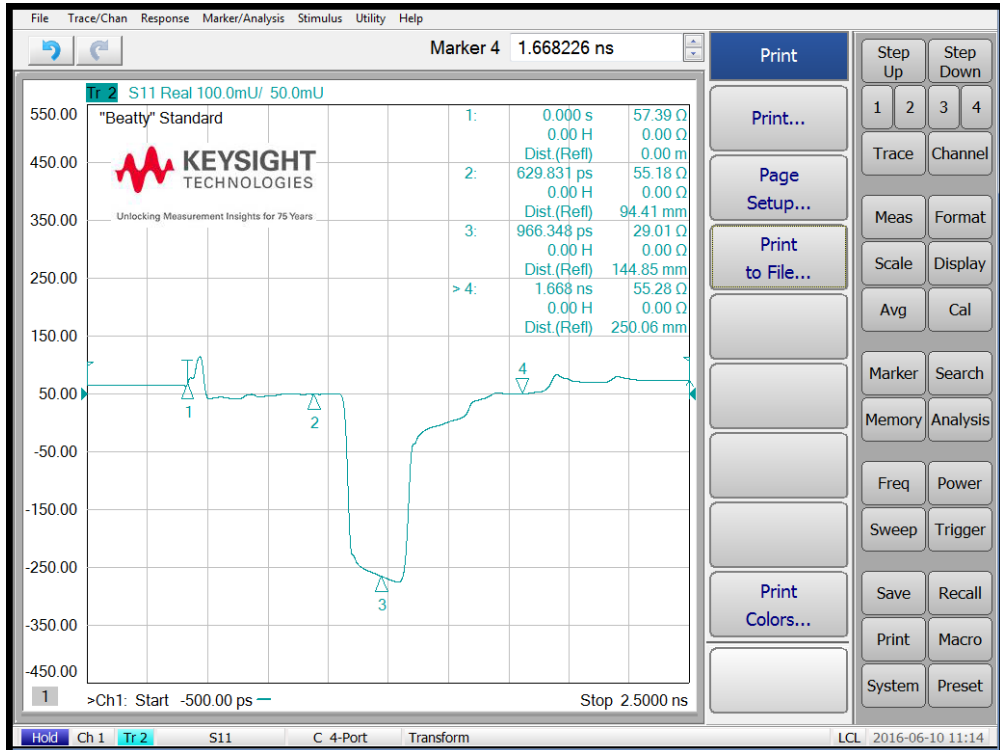 File Trace/Chan Response Marker/Analysis Stimulus Utility Help
Marker 4 1.668226 ns
Tr 2 S11 Real 100.0mU/ 50.0mU
"Beatty" Standard
KEYSIGHT
TECHNOLOGIES
Unlocking Measurement Insights for 75 Years
550.00
450.00
350.00
250.00
150.00
50.00
-50.00
-150.00
-250.00
-350.00
-450.00
1: 0.000 s 57.39 Ω
0.00 H 0.00 Ω
Dist.(Refl) 0.00 m
2: 629.831 ps 55.18 Ω
0.00 H 0.00 Ω
Dist.(Refl) 94.41 mm
3: 966.348 ps 29.01 Ω
0.00 H 0.00 Ω
Dist.(Refl) 144.85 mm
> 4: 1.668 ns 55.28 Ω
0.00 H 0.00 Ω
Dist.(Refl) 250.06 mm
1
2
3
4
1 >Ch1: Start -500.00 ps Stop 2.5000 ns
Print
Print...
Page
Setup...
Print
to File...
Print
Colors...
Step Up Step Down
1 2 3 4
Trace Channel
Meas Format
Scale Display
Avg Cal
Marker Search
Memory Analysis
Freq Power
Sweep Trigger
Save Recall
Print Macro
System Preset
Hold Ch 1 Tr 2 S11 C 4-Port Transform LCL 2016-06-10 11:14